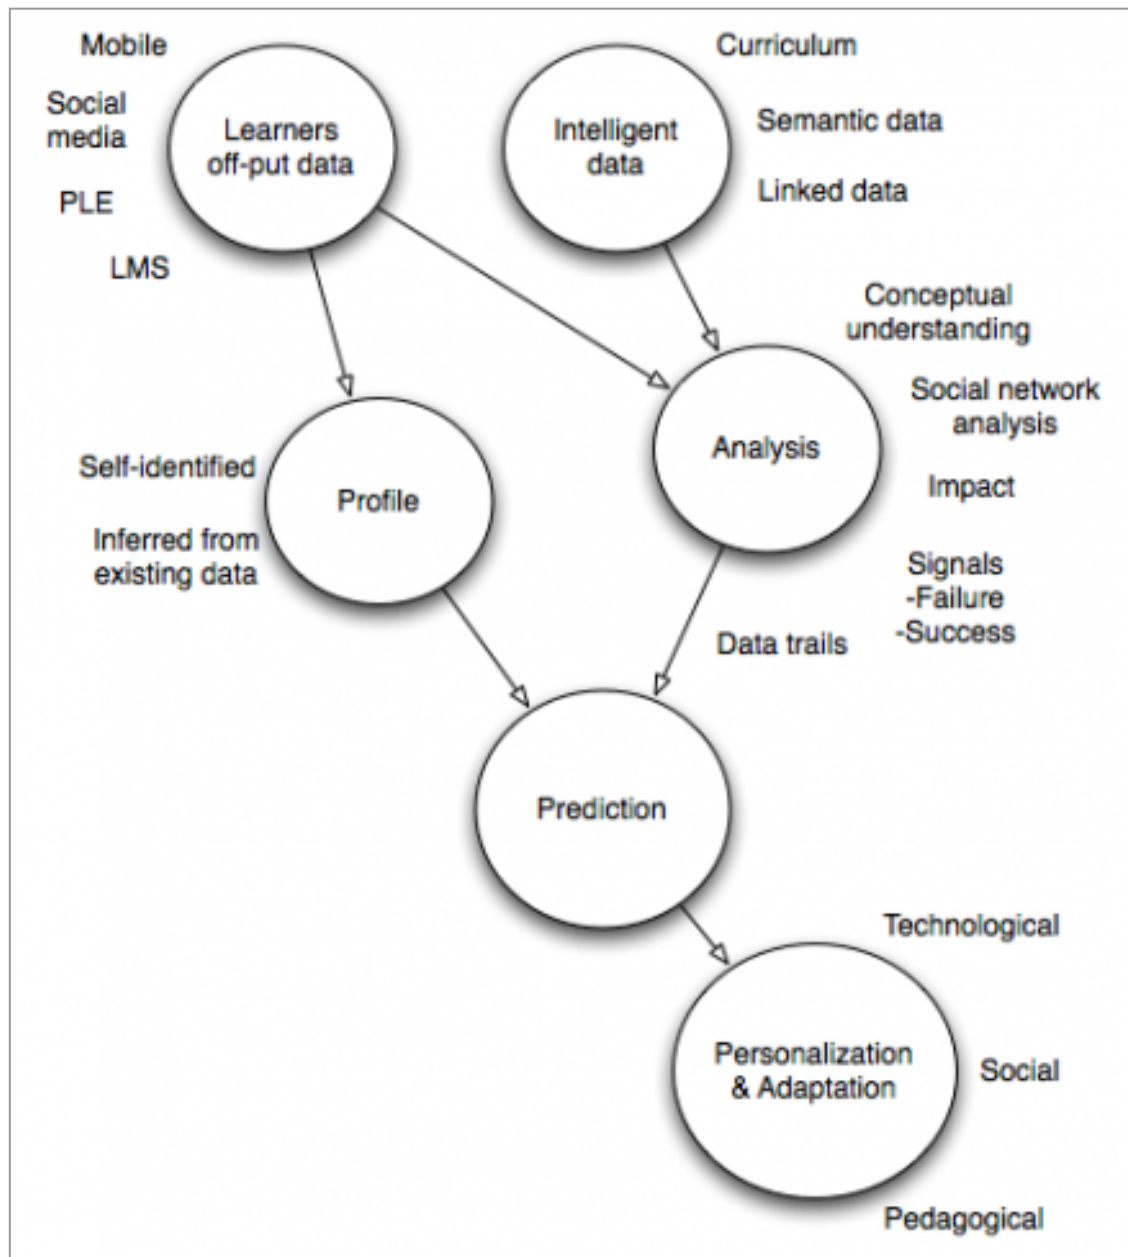 Mobile
Social
media
PLE
LMS
Learners
off-put data
Intelligent
data
Curriculum
Semantic data
Linked data
Conceptual
understanding
Social network
analysis
Impact
Signals
-Failure
-Success
Analysis
Self-identified
Inferred from
existing data
Profile
Data trails
Prediction
Technological
Personalization
& Adaptation
Social
Pedagogical